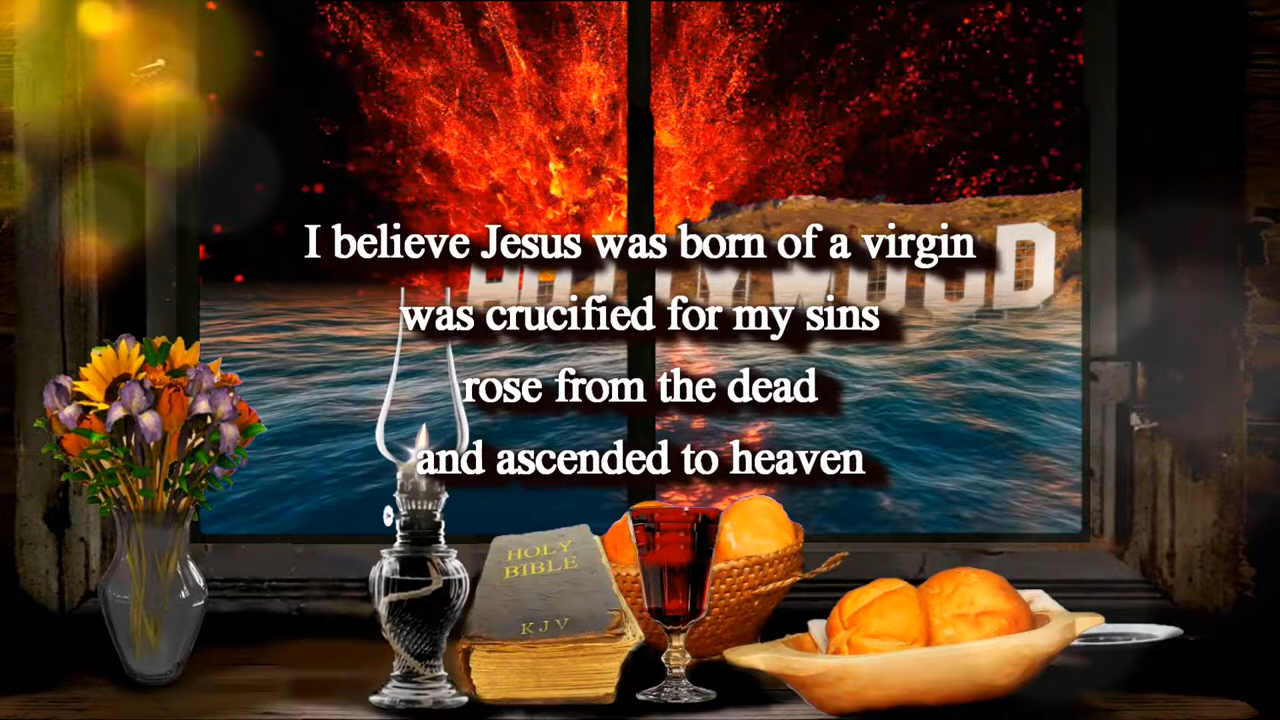 I believe Jesus was born of a virgin
HOLLYWOOD
was crucified for my sins
rose from the dead
and ascended to heaven
HOLY
BIBLE
KJV